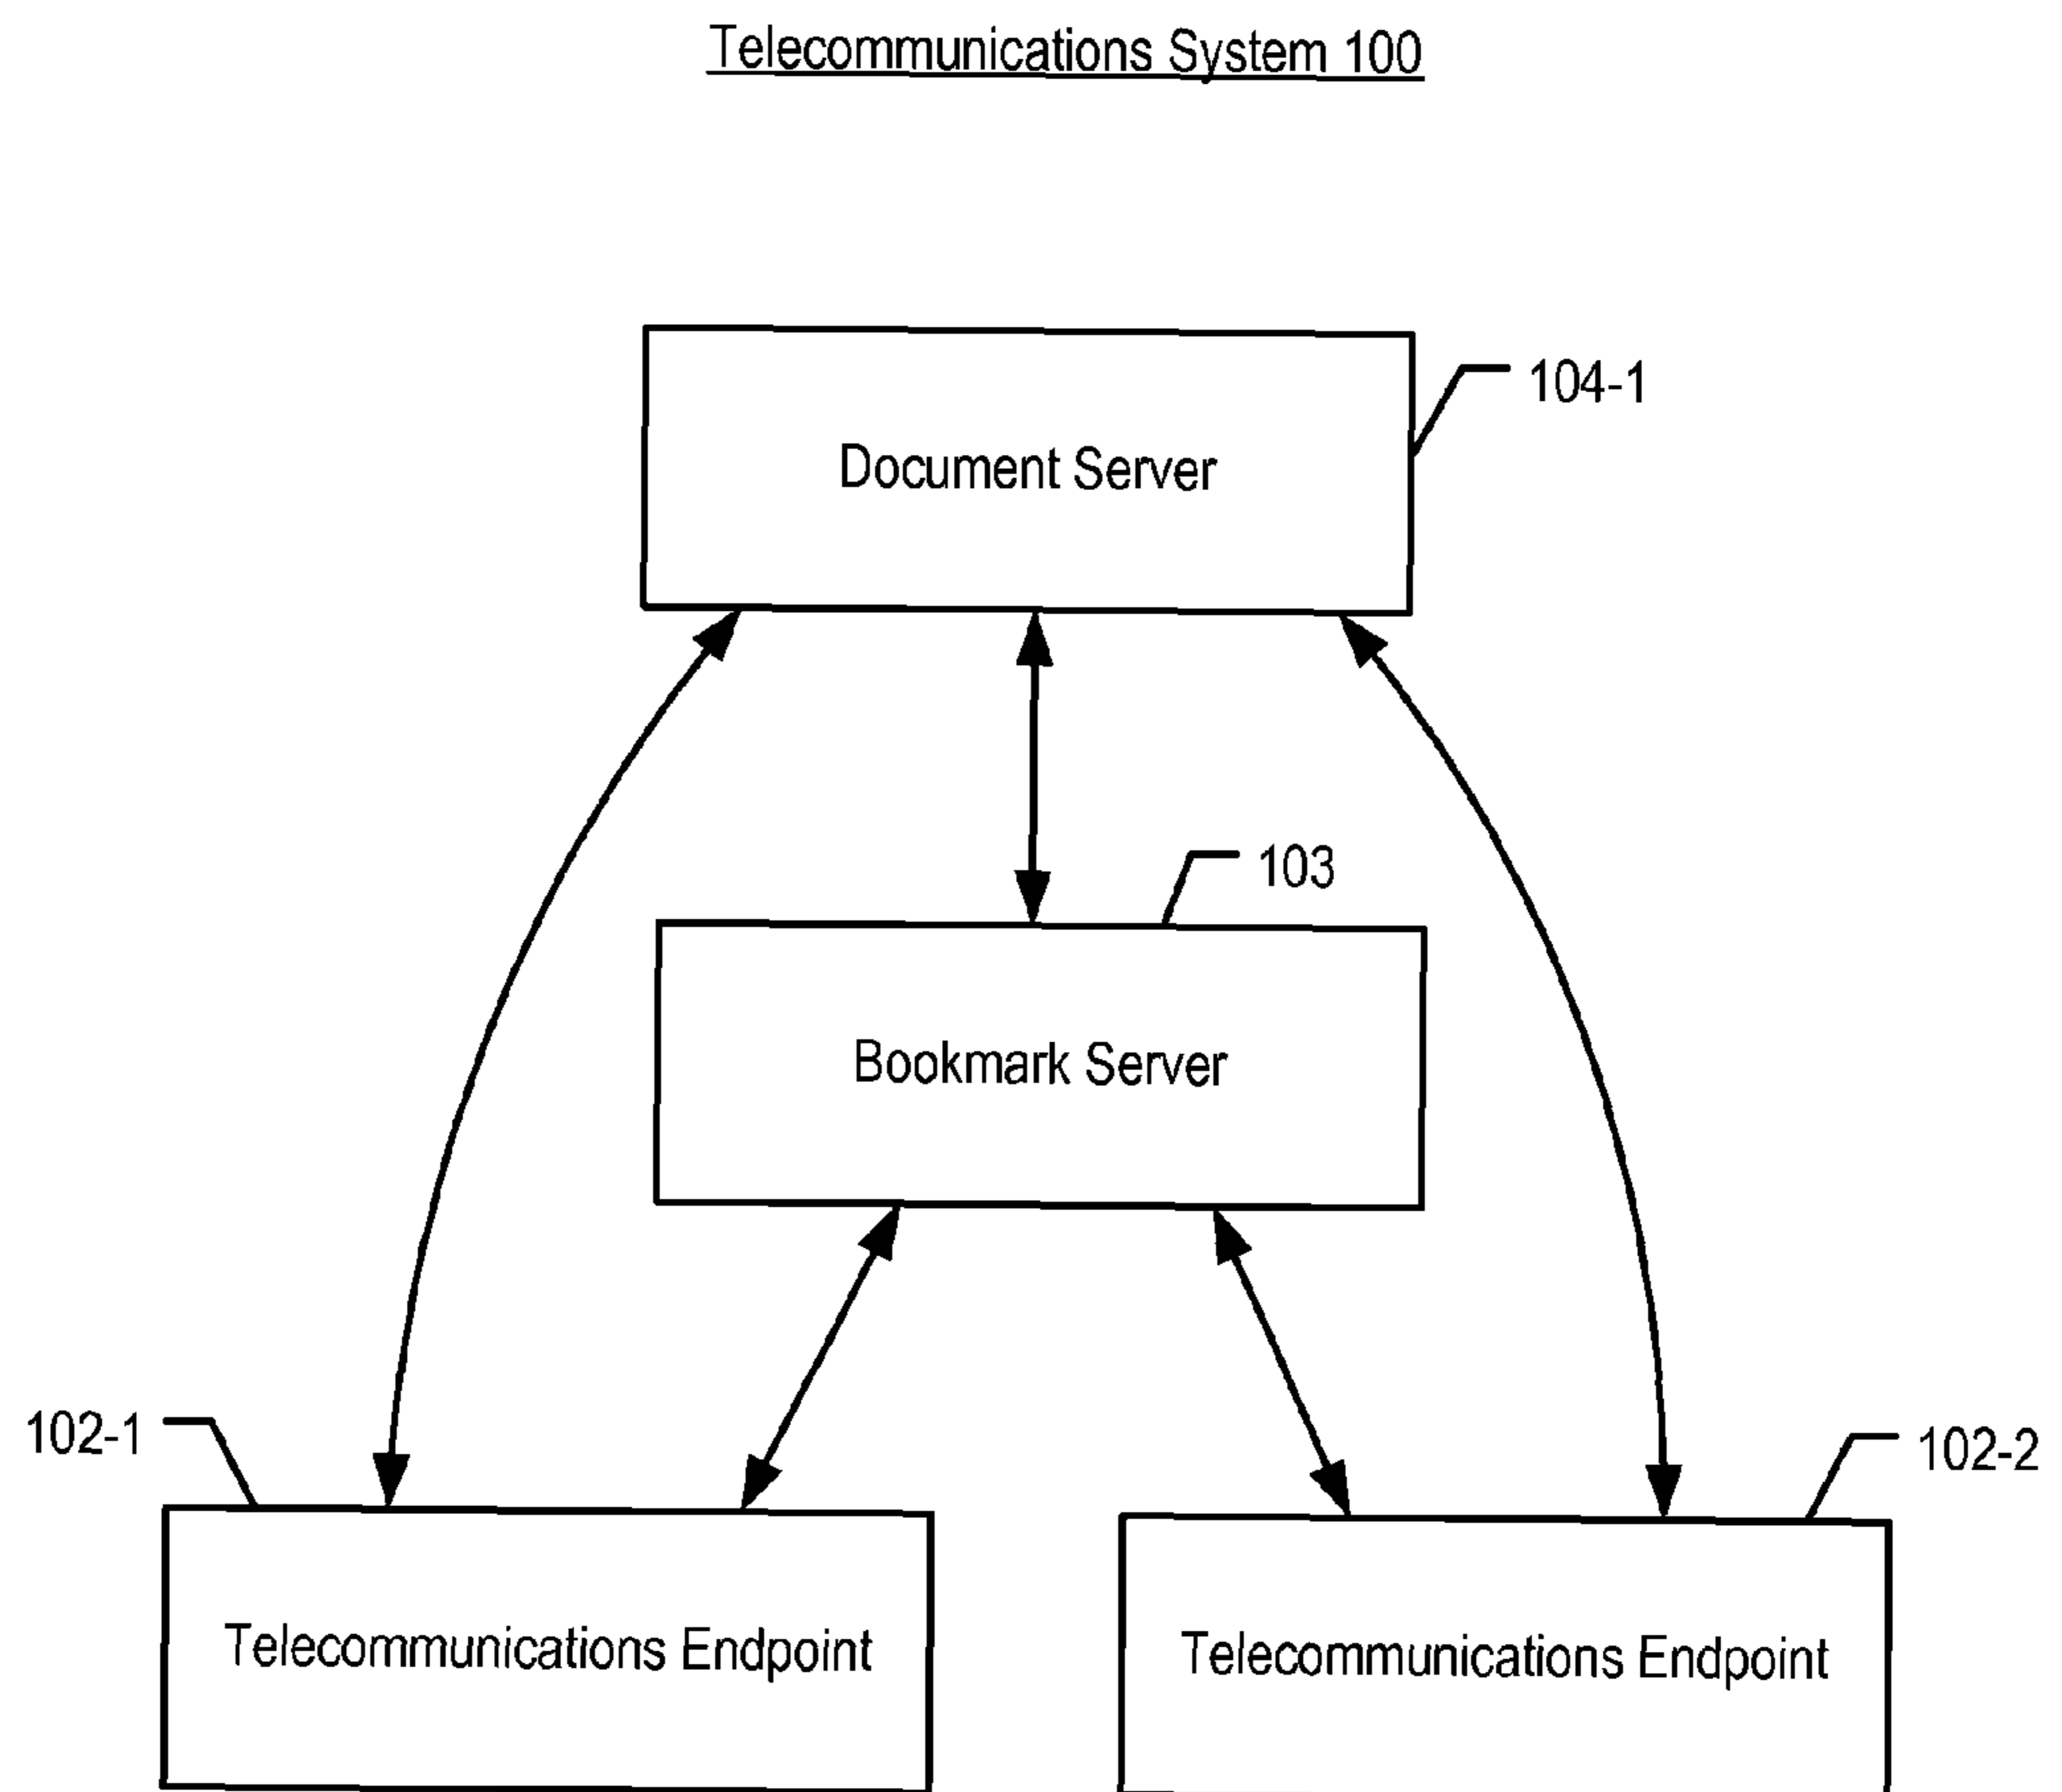 Telecommunications System 100
104-1
Document Server
103
Bookmark Server
102-1
102-2
Telecommunications Endpoint
Telecommunications Endpoint